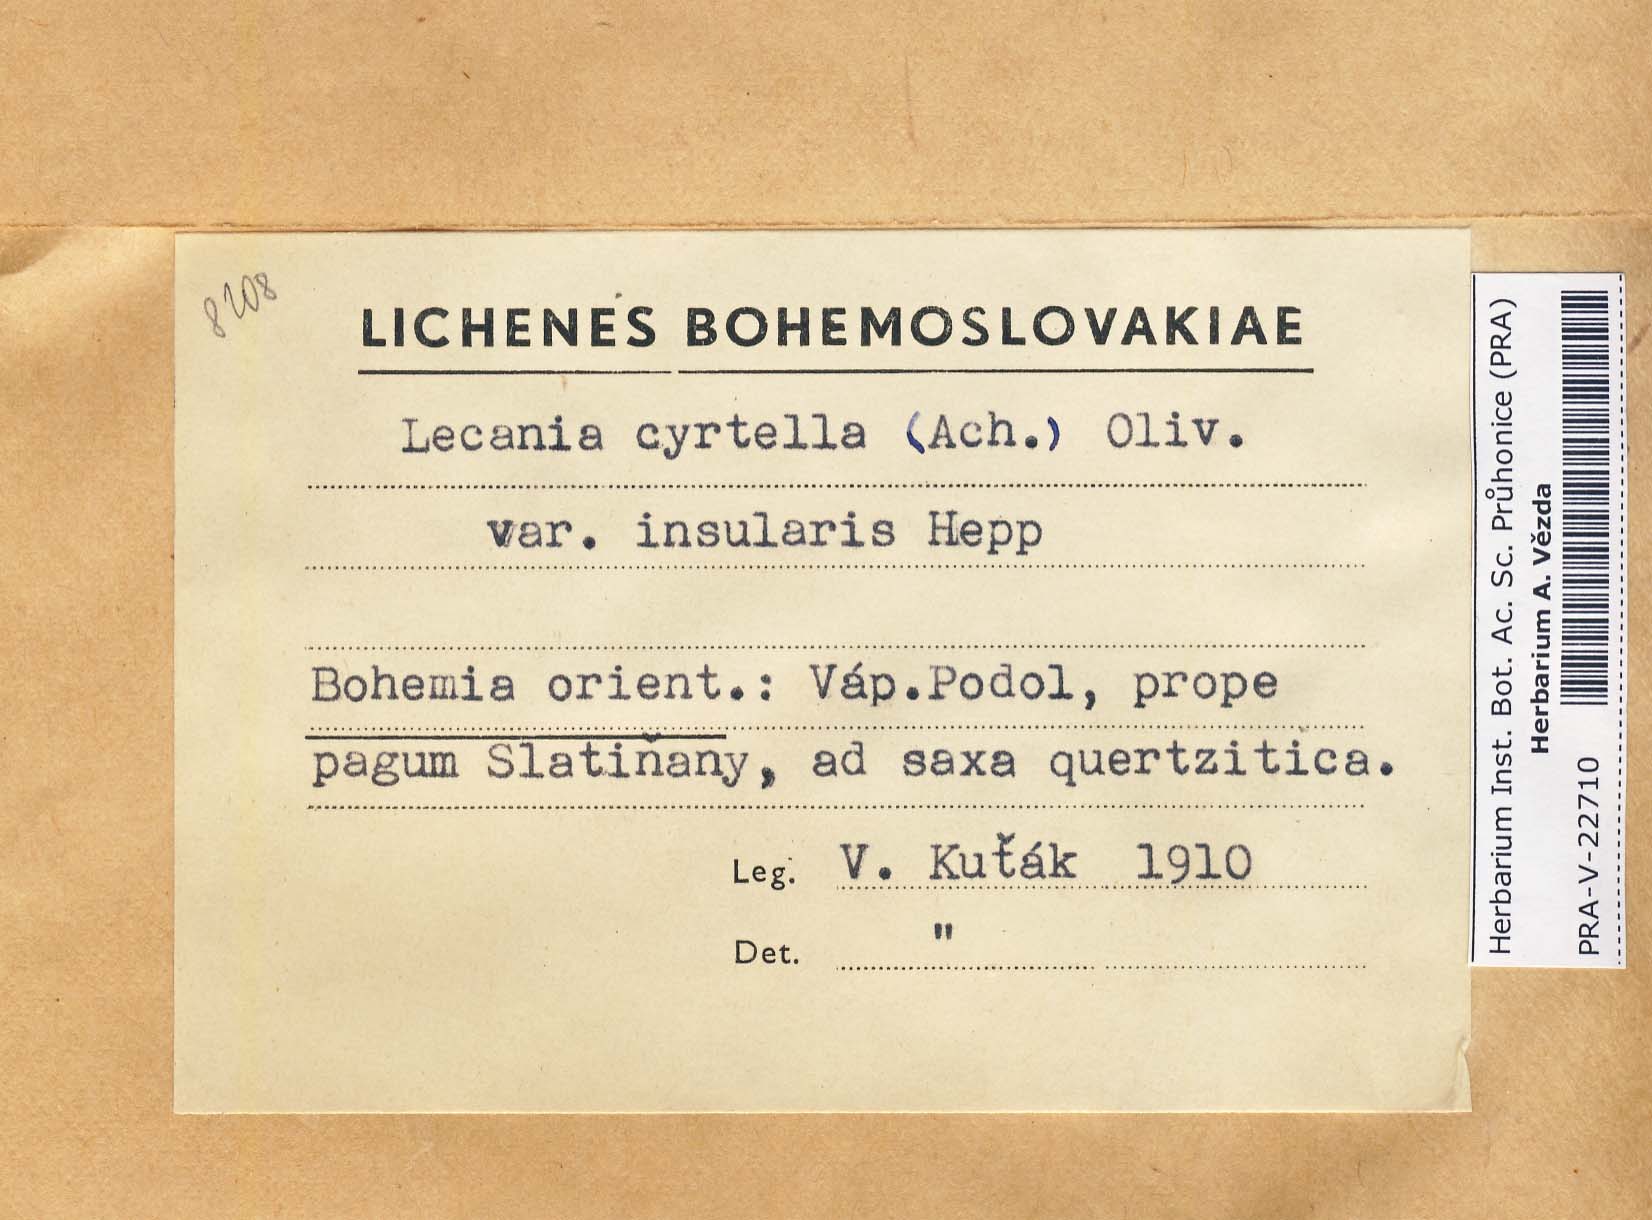 8208
LICHENES BOHEMOSLOVAKIAE
Lecania cyrtella (Ach.) Oliv.
var. insularis Hepp
Bohemia orient.: Váp.Podol, prope
pagum Slatiňany, ad saxa quertzitica.
Leg. V. Kuťák 1910
Det. "
Herbarium Inst. Bot. Ac. Sc. Průhonice (PRA)
Herbarium A. Vězda
PRA-V-22710